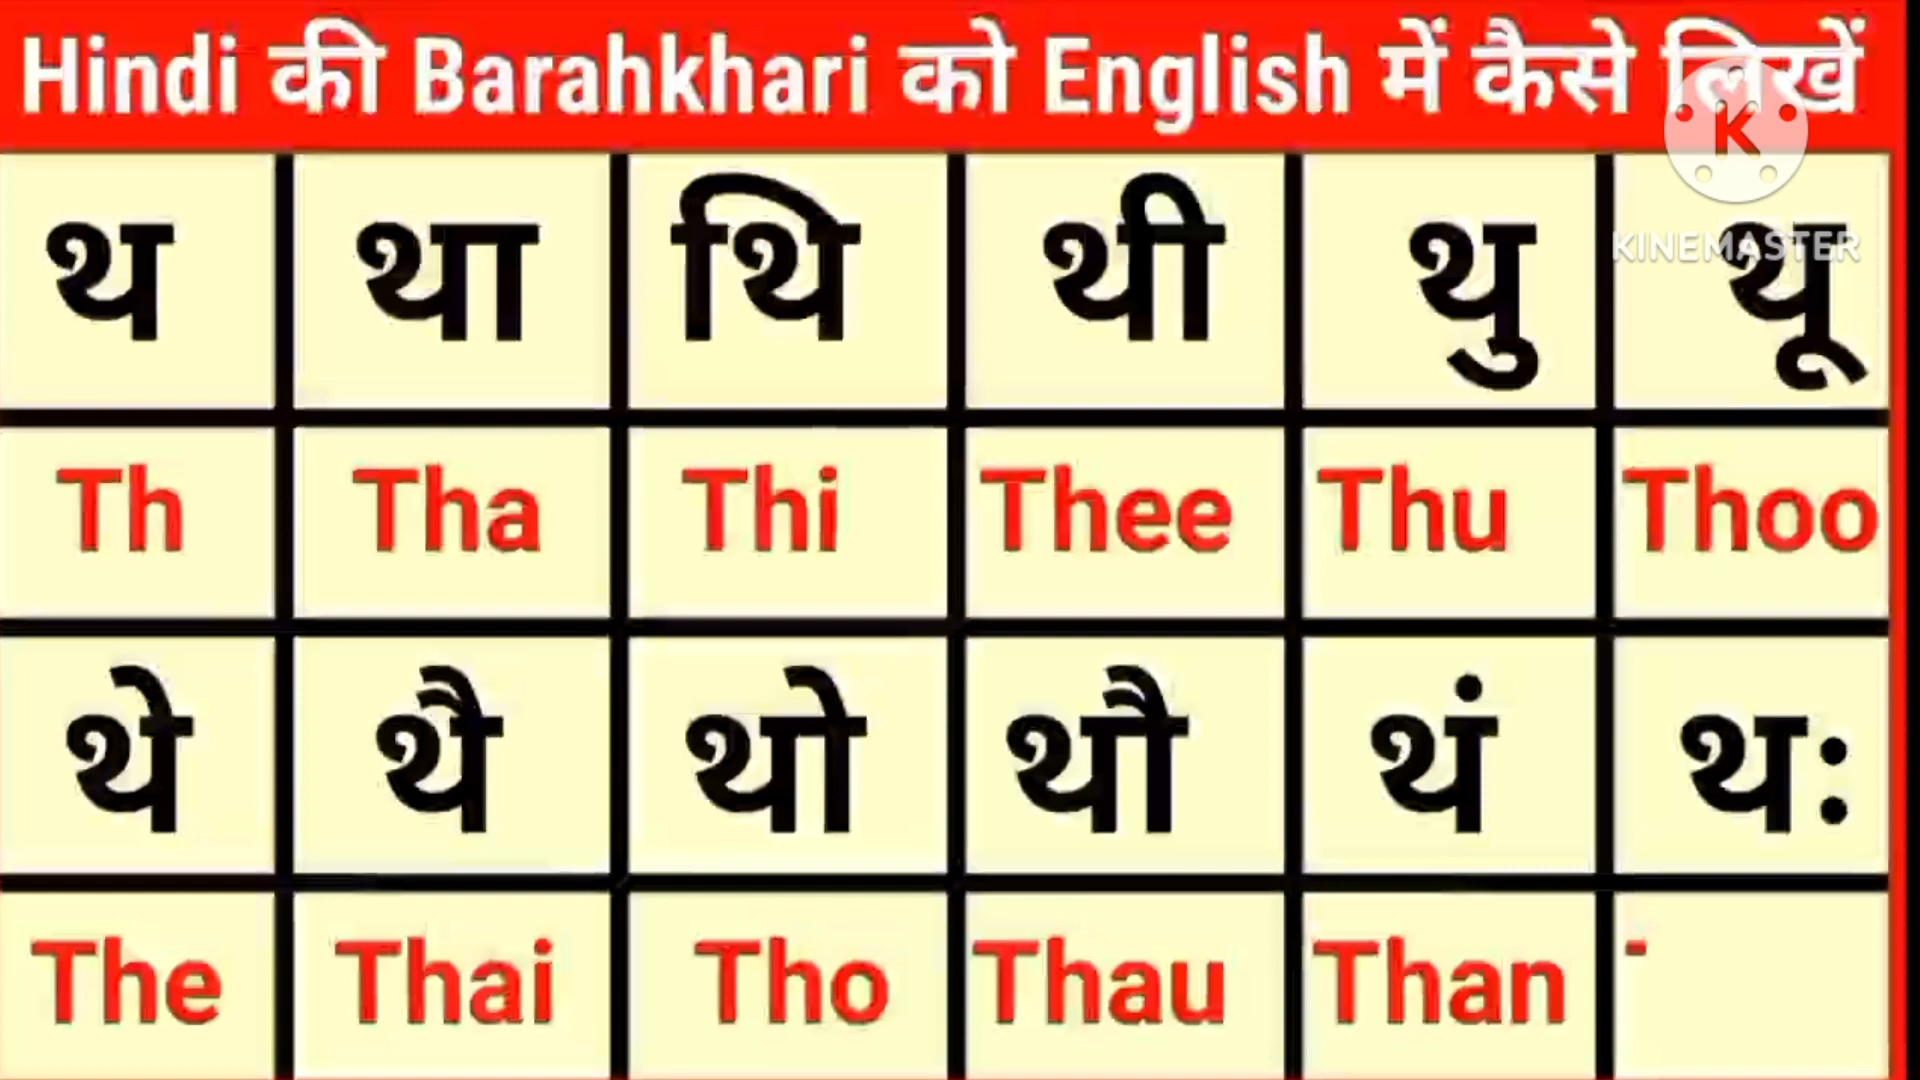 Hindi की Barahkhari को English में कैसे लिखें
K
KINEMASTER
थ था थि थी थु थू
Th Tha Thi Thee Thu Thoo
थे थै थो थौ थं थः
The Thai Tho Thau Than